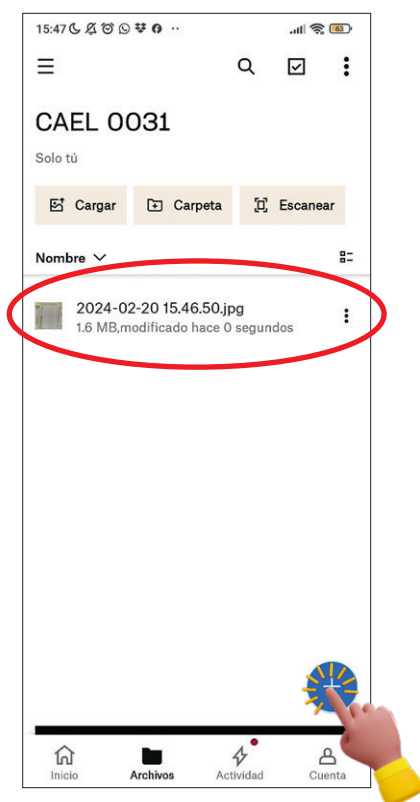 15:47
63
CAEL 0031
Solo tú
Cargar
Carpeta
Escanear
Nombre
2024-02-20 15.46.50.jpg
1.6 MB,modificado hace 0 segundos
Inicio
Archivos
Actividad
Cuenta